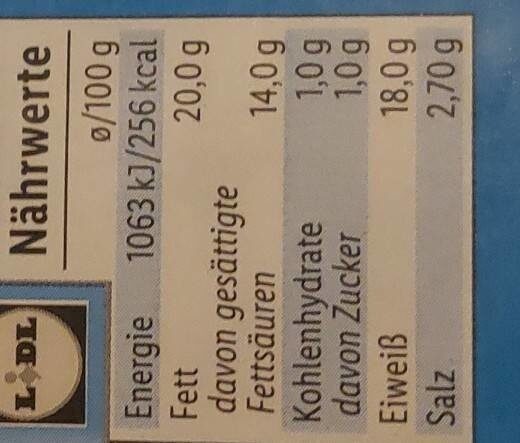 LIDL
Nährwerte
ø/100 g
Energie 1063 kJ/256 kcal
Fett 20,0 g
davon gesättigte
Fettsäuren 14,0 g
Kohlenhydrate 1,0 g
davon Zucker 1,0 g
Eiweiß 18,0 g
Salz 2,70 g